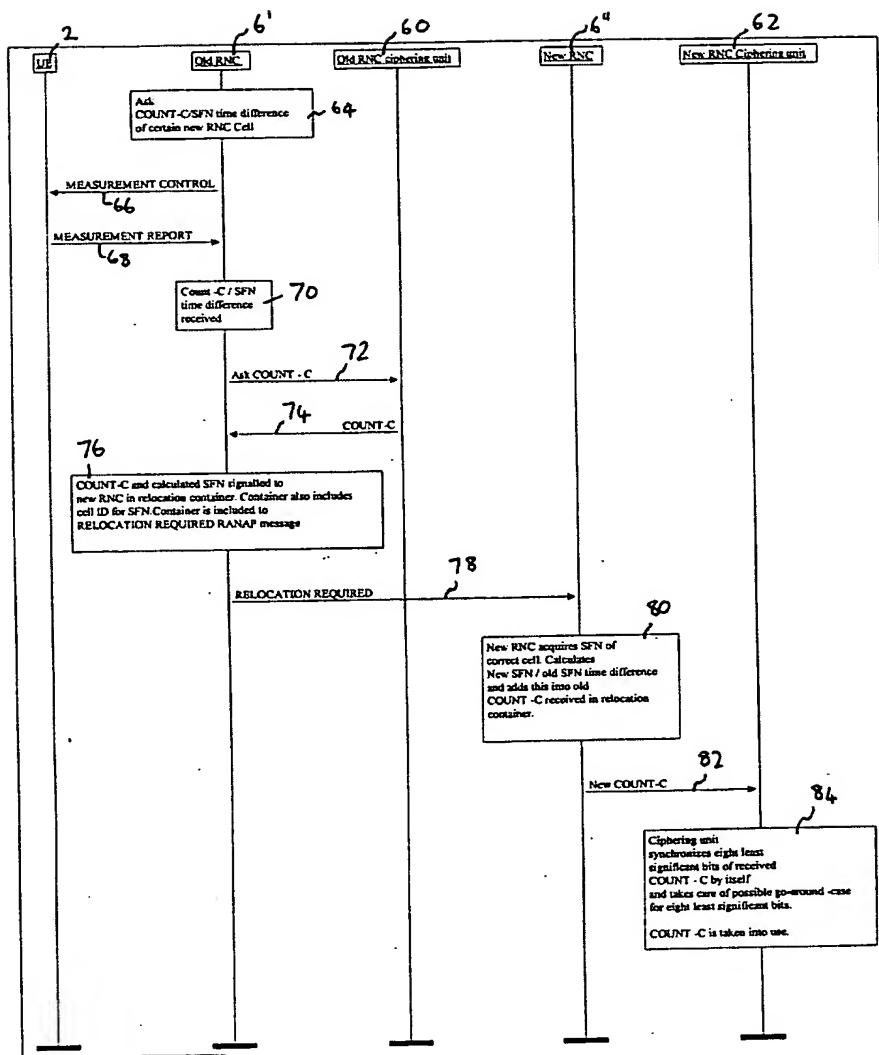 2
6'
60
6"
62
UE
Old RNC
Old RNC ciphering unit
New RNC
New RNC Ciphering unit
Ask
COUNT-C/SFN time difference
of certain new RNC Cell
64
MEASUREMENT CONTROL
66
MEASUREMENT REPORT
68
Count -C / SFN
time difference
received
70
72
Ask COUNT - C
74
COUNT-C
76
COUNT-C and calculated SFN signalled to
new RNC in relocation container. Container also includes
cell ID for SFN.Container is included to
RELOCATION REQUIRED RANAP message
78
RELOCATION REQUIRED
80
New RNC acquires SFN of
correct cell. Calculates
New SFN / old SFN time difference
and adds this into old
COUNT -C received in relocation
container.
82
New COUNT-C
84
Ciphering unit
synchronizes eight least
significant bits of received
COUNT - C by itself
and takes care of possible go-around -case
for eight least significant bits.
COUNT -C is taken into use.